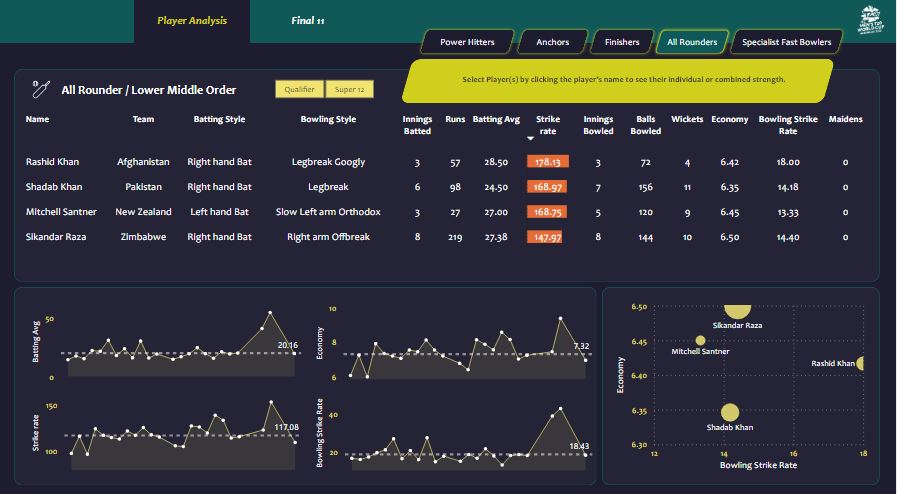 Player Analysis
Final 11
MEN'S T20
WORLD CUP
Power Hitters
Anchors
Finishers
All Rounders
Specialist Fast Bowlers
Select Player(s) by clicking the player's name to see their individual or combined strength.
All Rounder / Lower Middle Order
Qualifier Super 12
Name Team Batting Style Bowling Style Innings Batted Runs Batting Avg Strike rate Innings Bowled Balls Bowled Wickets Economy Bowling Strike Rate Maidens
Rashid Khan Afghanistan Right hand Bat Legbreak Googly 3 57 28.50 178.13 3 72 4 6.42 18.00 0
Shadab Khan Pakistan Right hand Bat Legbreak 6 98 24.50 168.97 7 156 11 6.35 14.18 0
Mitchell Santner New Zealand Left hand Bat Slow Left arm Orthodox 3 27 27.00 168.75 5 120 9 6.45 13.33 0
Sikandar Raza Zimbabwe Right hand Bat Right arm Offbreak 8 219 27.38 147.97 8 144 10 6.50 14.40 0
Batting Avg
50
0
20.16
Economy
10
8
6
7.32
Strike rate
150
100
117.08
Bowling Strike Rate
40
20
18.43
Economy
6.50
6.45
6.40
6.35
6.30
Sikandar Raza
Mitchell Santner
Rashid Khan
Shadab Khan
12 14 16 18
Bowling Strike Rate